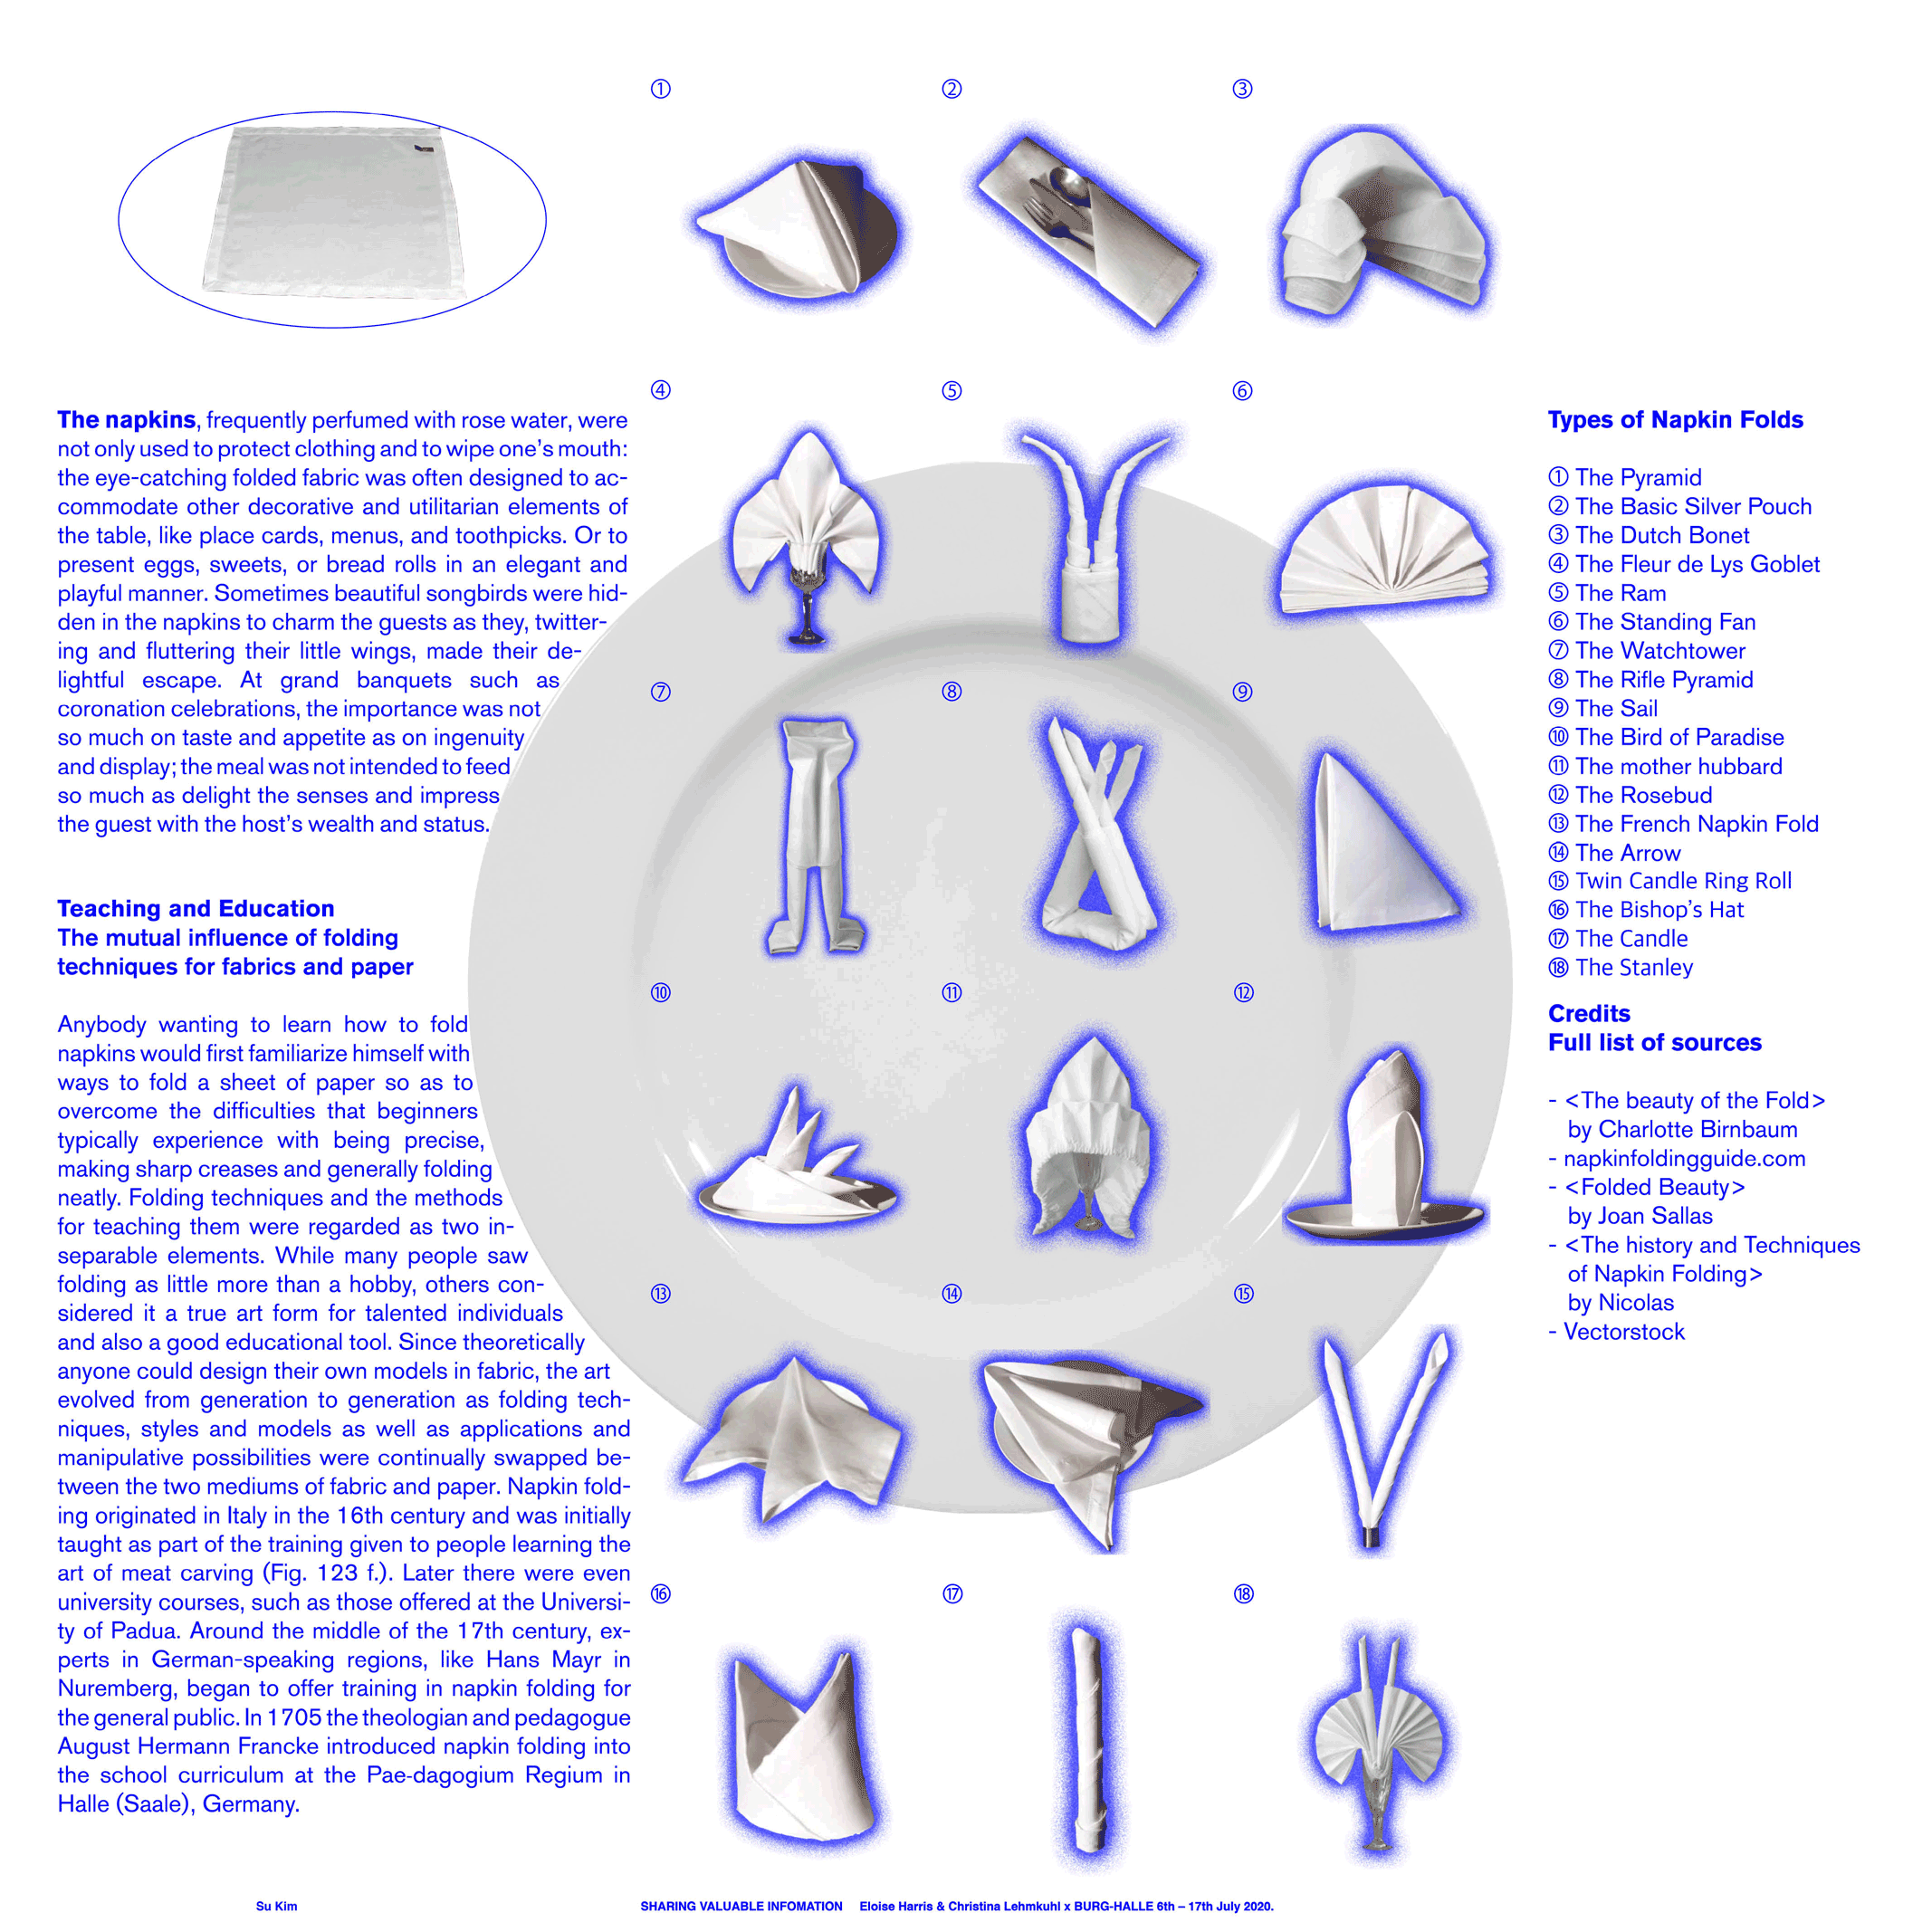 The napkins, frequently perfumed with rose water, were
not only used to protect clothing and to wipe one's mouth:
the eye-catching folded fabric was often designed to ac-
commodate other decorative and utilitarian elements of
the table, like place cards, menus, and toothpicks. Or to
present eggs, sweets, or bread rolls in an elegant and
playful manner. Sometimes beautiful songbirds were hid-
den in the napkins to charm the guests as they, twitter-
ing and fluttering their little wings, made their de-
lightful escape. At grand banquets such as
coronation celebrations, the importance was not
so much on taste and appetite as on ingenuity
and display; the meal was not intended to feed
so much as delight the senses and impress
the guest with the host's wealth and status.
Teaching and Education
The mutual influence of folding
techniques for fabrics and paper
Anybody wanting to learn how to fold
napkins would first familiarize himself with
ways to fold a sheet of paper so as to
overcome the difficulties that beginners
typically experience with being precise,
making sharp creases and generally folding
neatly. Folding techniques and the methods
for teaching them were regarded as two in-
separable elements. While many people saw
folding as little more than a hobby, others con-
sidered it a true art form for talented individuals
and also a good educational tool. Since theoretically
anyone could design their own models in fabric, the art
evolved from generation to generation as folding tech-
niques, styles and models as well as applications and
manipulative possibilities were continually swapped be-
tween the two mediums of fabric and paper. Napkin fold-
ing originated in Italy in the 16th century and was initially
taught as part of the training given to people learning the
art of meat carving (Fig. 123 f.). Later there were even
university courses, such as those offered at the Universi-
ty of Padua. Around the middle of the 17th century, ex-
perts in German-speaking regions, like Hans Mayr in
Nuremberg, began to offer training in napkin folding for
the general public. In 1705 the theologian and pedagogue
August Hermann Francke introduced napkin folding into
the school curriculum at the Pae-dagogium Regium in
Halle (Saale), Germany.
①
②
③
④
⑤
⑥
⑦
⑧
⑨
⑩
⑪
⑫
⑬
⑭
⑮
⑯
⑰
⑱
Types of Napkin Folds
① The Pyramid
② The Basic Silver Pouch
③ The Dutch Bonet
④ The Fleur de Lys Goblet
⑤ The Ram
⑥ The Standing Fan
⑦ The Watchtower
⑧ The Rifle Pyramid
⑨ The Sail
⑩ The Bird of Paradise
⑪ The mother hubbard
⑫ The Rosebud
⑬ The French Napkin Fold
⑭ The Arrow
⑮ Twin Candle Ring Roll
⑯ The Bishop's Hat
⑰ The Candle
⑱ The Stanley
Credits
Full list of sources
- <The beauty of the Fold>
by Charlotte Birnbaum
- napkinfoldingguide.com
- <Folded Beauty>
by Joan Sallas
- <The history and Techniques
of Napkin Folding>
by Nicolas
- Vectorstock
Su Kim
SHARING VALUABLE INFOMATION Eloise Harris & Christina Lehmkuhl x BURG-HALLE 6th – 17th July 2020.